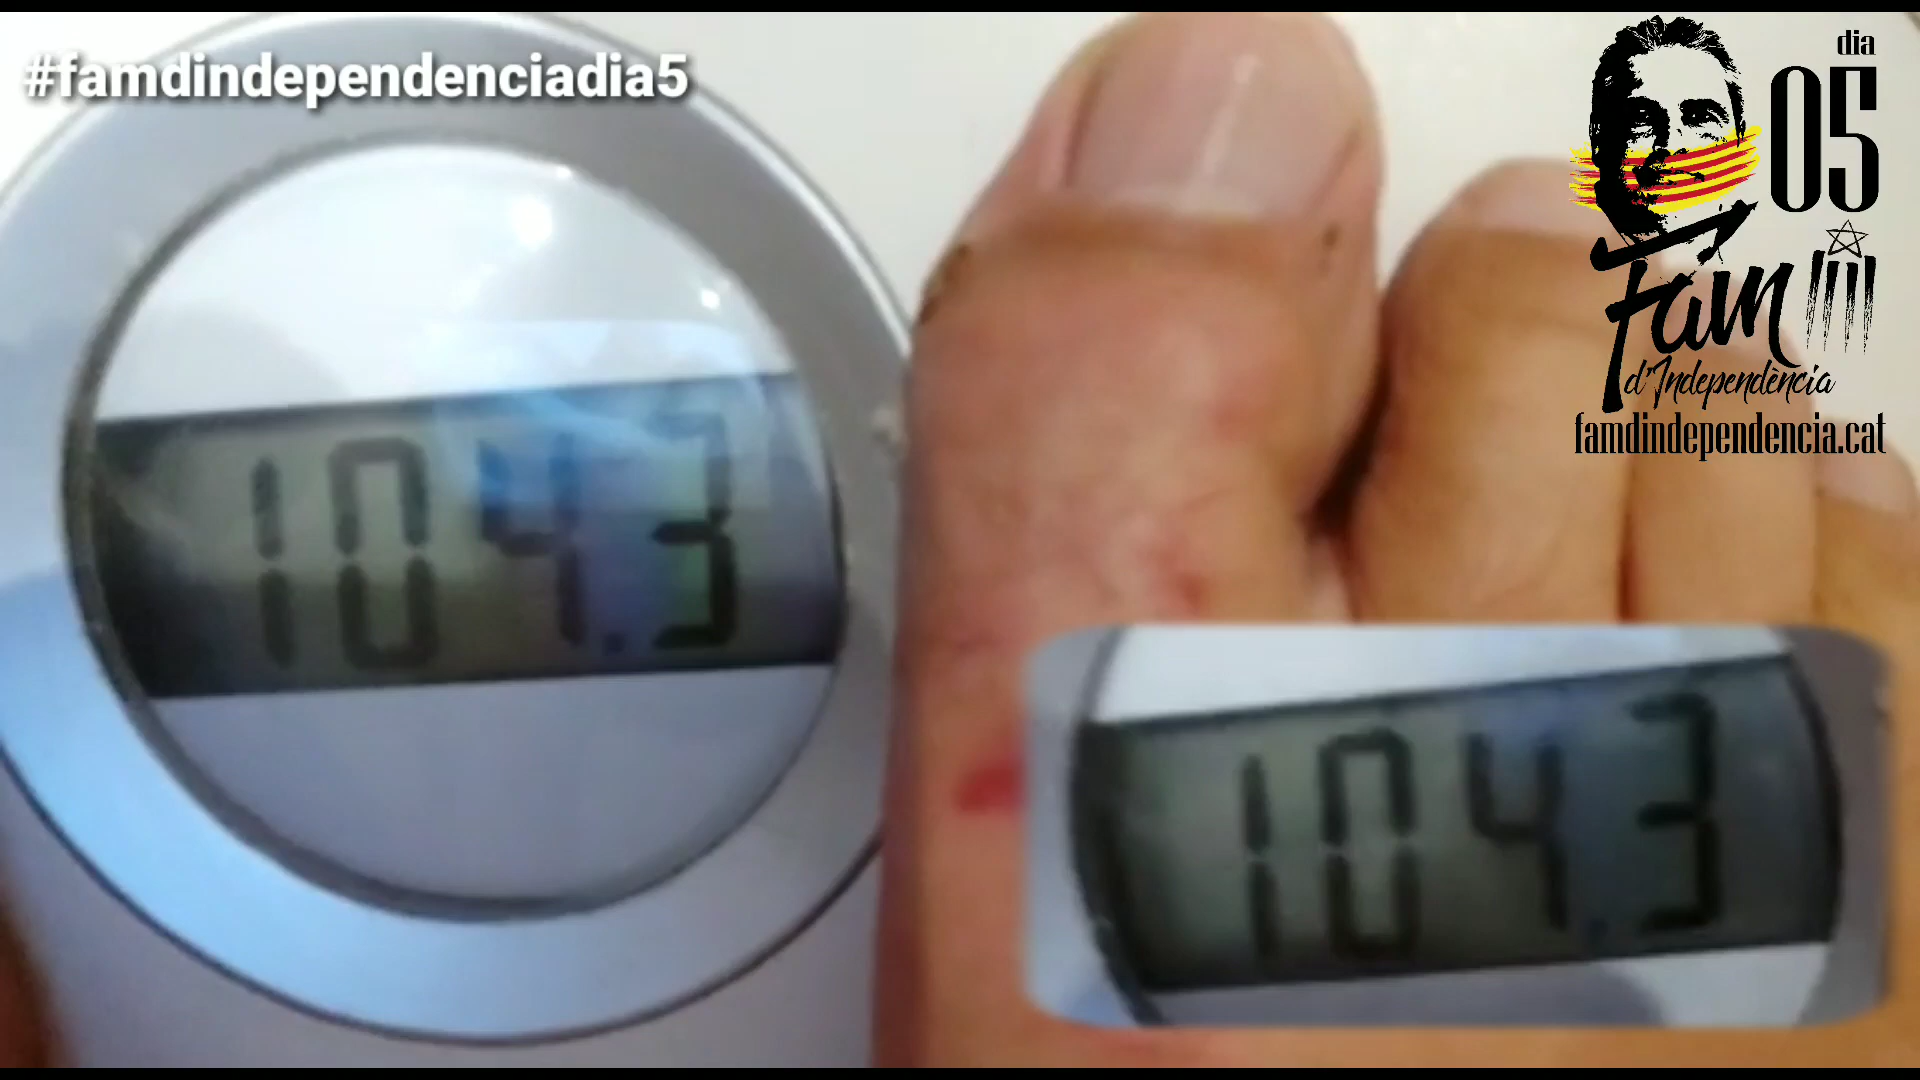 #famdindependenciadia5
dia
05
Fam
d'Independència
famdindependencia.cat
104.3
104.3